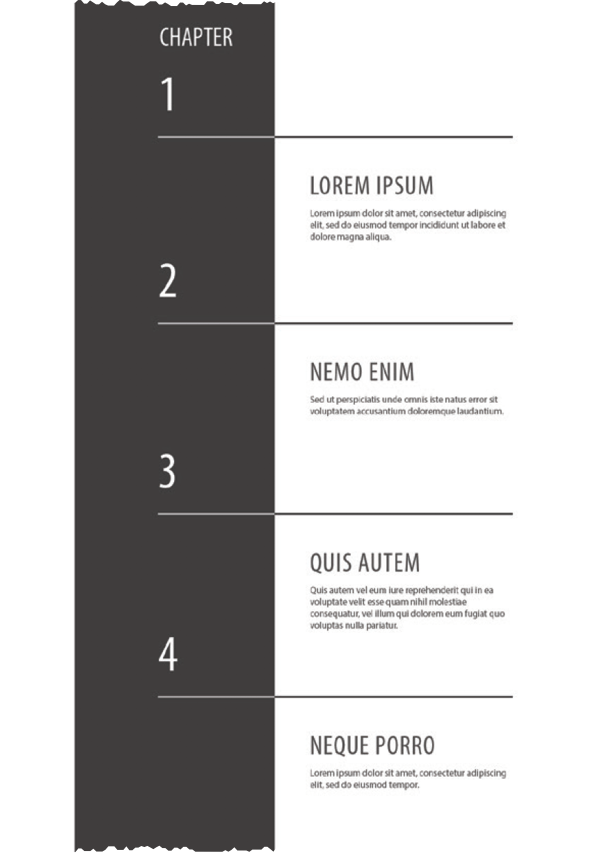 CHAPTER
1
LOREM IPSUM
Lorem ipsum dolor sit amet, consectetur adipiscing
elit, sed do eiusmod tempor incididunt ut labore et
dolore magna aliqua.
2
NEMO ENIM
Sed ut perspiciatis unde omnis iste natus error sit
voluptatem accusantium doloremque laudantium.
3
QUIS AUTEM
Quis autem vel eum iure reprehenderit qui in ea
voluptate velit esse quam nihil molestiae
consequatur, vel illum qui dolorem eum fugiat quo
voluptas nulla pariatur.
4
NEQUE PORRO
Lorem ipsum dolor sit amet, consectetur adipiscing
elit, sed do eiusmod tempor.